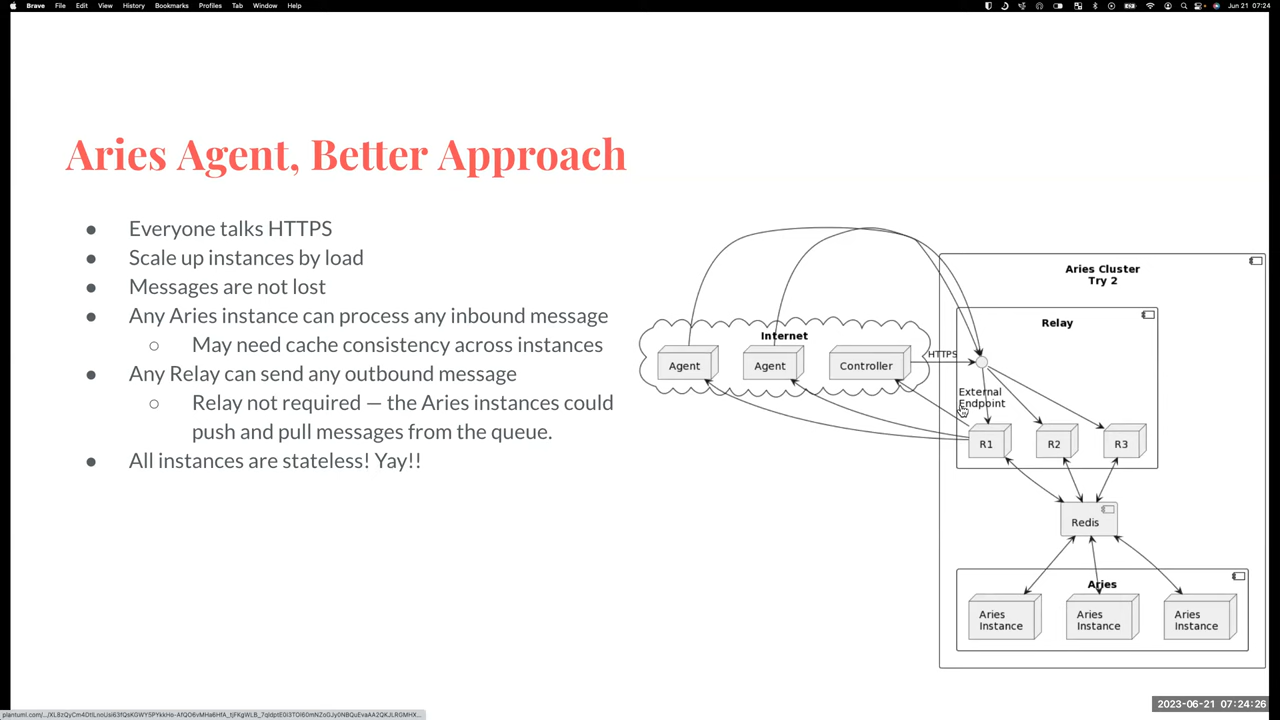 Brave File Edit View History Bookmarks Profiles Tab Window Help Jun 21 07:24
Aries Agent, Better Approach
● Everyone talks HTTPS
● Scale up instances by load
● Messages are not lost
● Any Aries instance can process any inbound message
○ May need cache consistency across instances
● Any Relay can send any outbound message
○ Relay not required — the Aries instances could
push and pull messages from the queue.
● All instances are stateless! Yay!!
Aries Cluster
Try 2
Relay
Internet
Agent
Agent
Controller
HTTPS
External
Endpoint
R1
R2
R3
Redis
Aries
Aries
Instance
Aries
Instance
Aries
Instance
2023-06-21 07:24:26